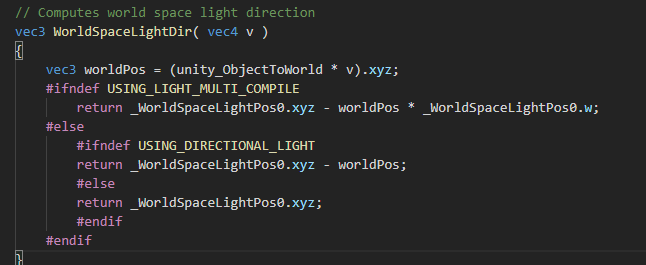 // Computes world space light direction
vec3 WorldSpaceLightDir( vec4 v )
{
    vec3 worldPos = (unity_ObjectToWorld * v).xyz;
    #ifndef USING_LIGHT_MULTI_COMPILE
        return _WorldSpaceLightPos0.xyz - worldPos * _WorldSpaceLightPos0.w;
    #else
        #ifndef USING_DIRECTIONAL_LIGHT
        return _WorldSpaceLightPos0.xyz - worldPos;
        #else
        return _WorldSpaceLightPos0.xyz;
        #endif
    #endif
}